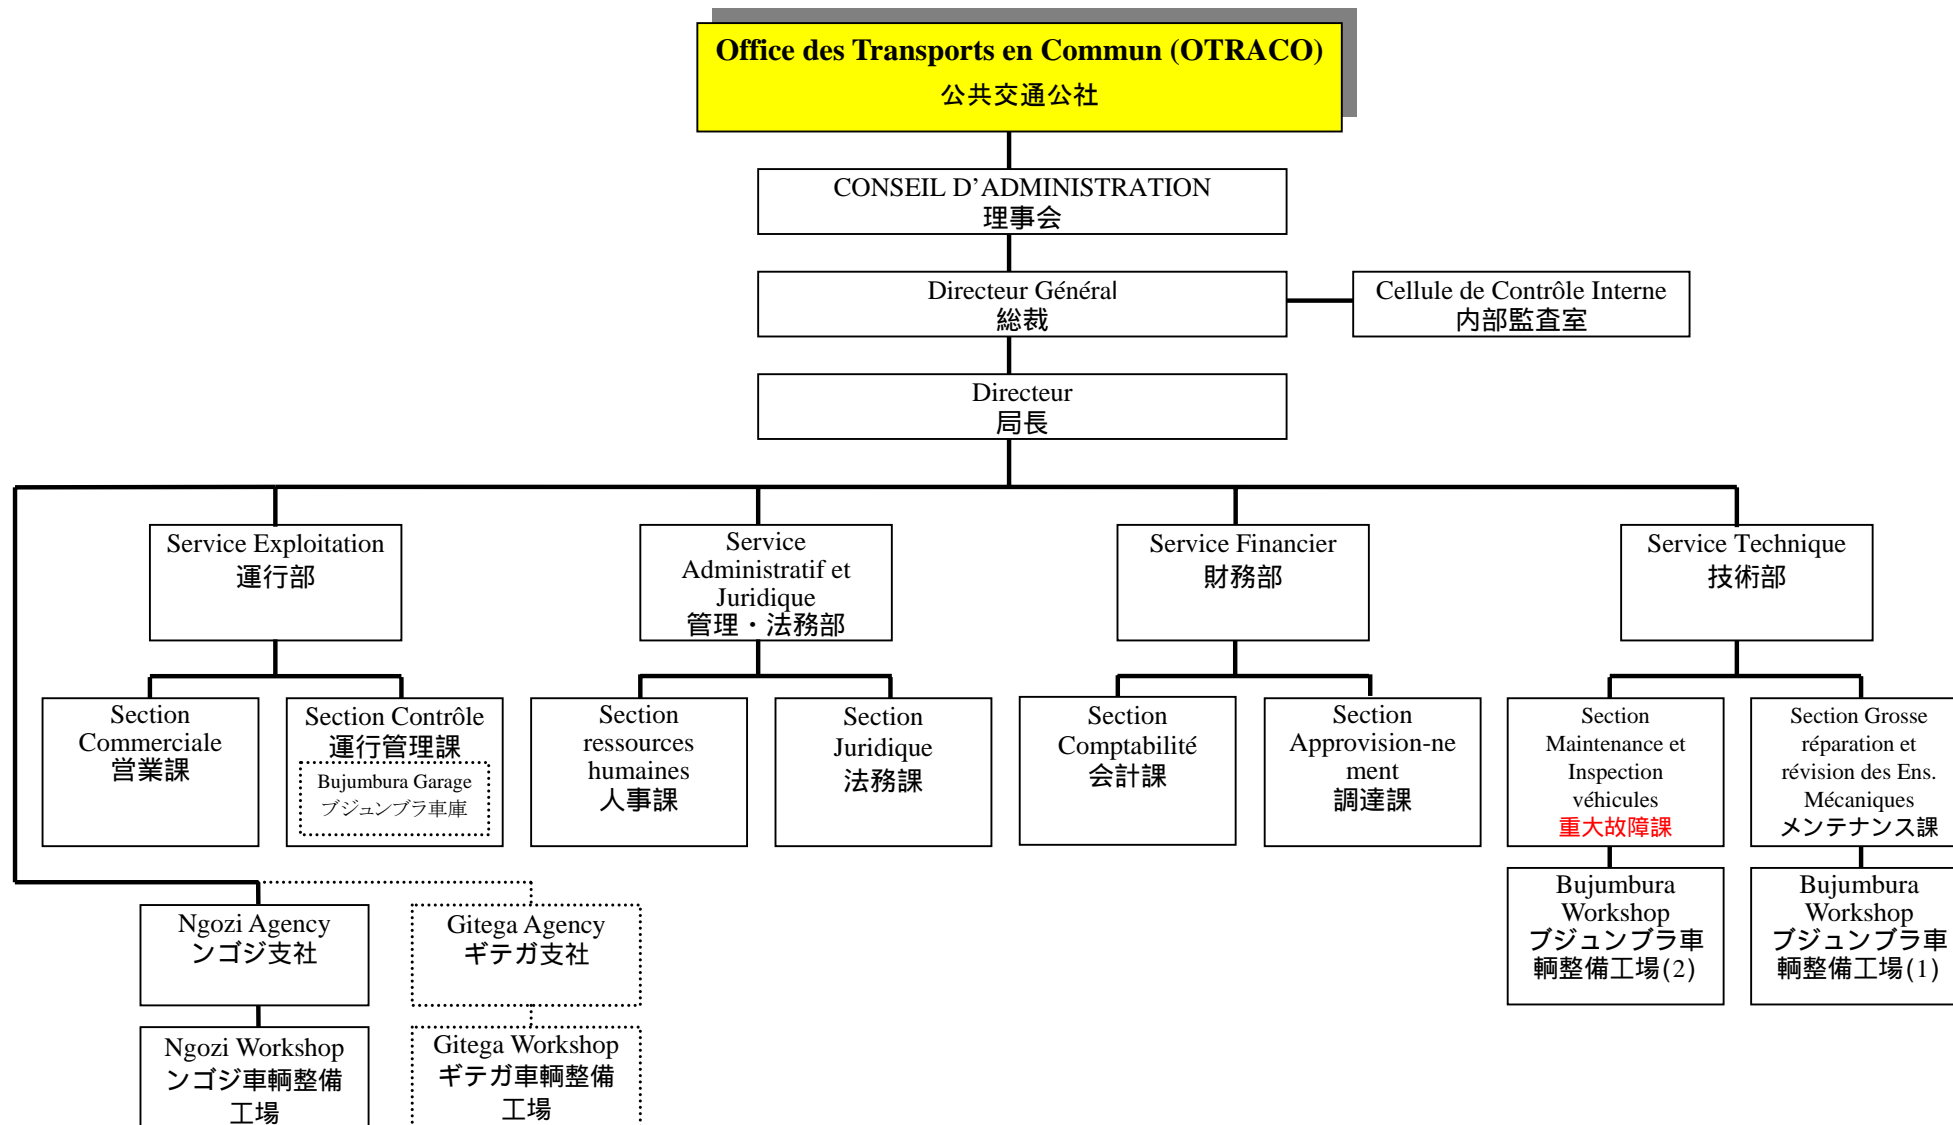 Office des Transports en Commun (OTRACO)
公共交通公社
CONSEIL D’ADMINISTRATION
理事会
Directeur Général
総裁
Cellule de Contrôle Interne
内部監査室
Directeur
局長
Service Exploitation
運行部
Service
Administratif et
Juridique
管理・法務部
Service Financier
財務部
Service Technique
技術部
Section
Commerciale
営業課
Section Contrôle
運行管理課
Bujumbura Garage
ブジュンブラ車庫
Section
ressources
humaines
人事課
Section
Juridique
法務課
Section
Comptabilité
会計課
Section
Approvision-ne
ment
調達課
Section
Maintenance et
Inspection
véhicules
重大故障課
Section Grosse
réparation et
révision des Ens.
Mécaniques
メンテナンス課
Bujumbura
Workshop
ブジュンブラ車
輌整備工場(2)
Bujumbura
Workshop
ブジュンブラ車
輌整備工場(1)
Ngozi Agency
ンゴジ支社
Gitega Agency
ギテガ支社
Ngozi Workshop
ンゴジ車輌整備
工場
Gitega Workshop
ギテガ車輌整備
工場